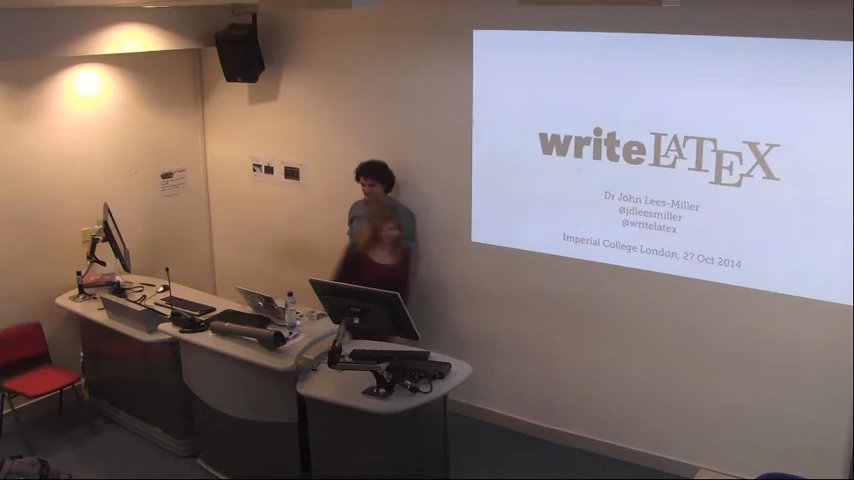 writeLATEX
Dr John Lees-Miller
@jdleesmiller
@writelatex
Imperial College London, 27 Oct 2014